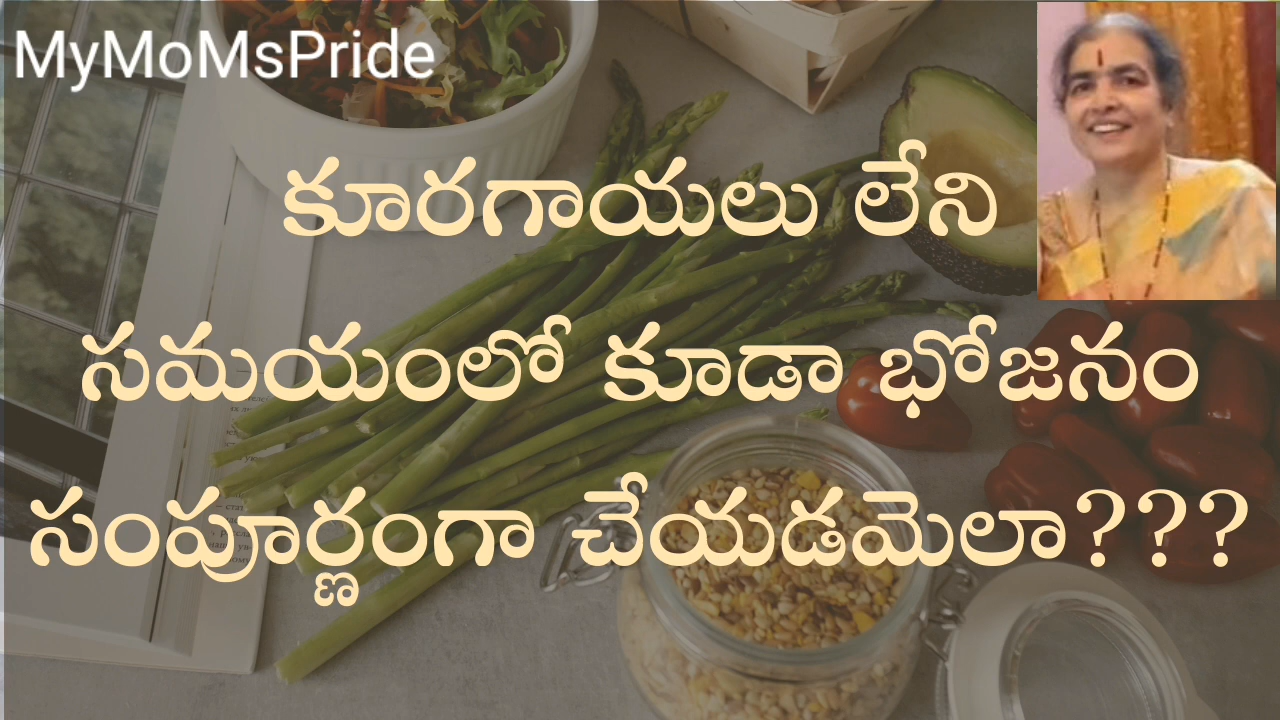 MyMoMsPride
కూరగాయలు లేని
సమయంలో కూడా భోజనం
సంపూర్ణంగా చేయడమెలా???